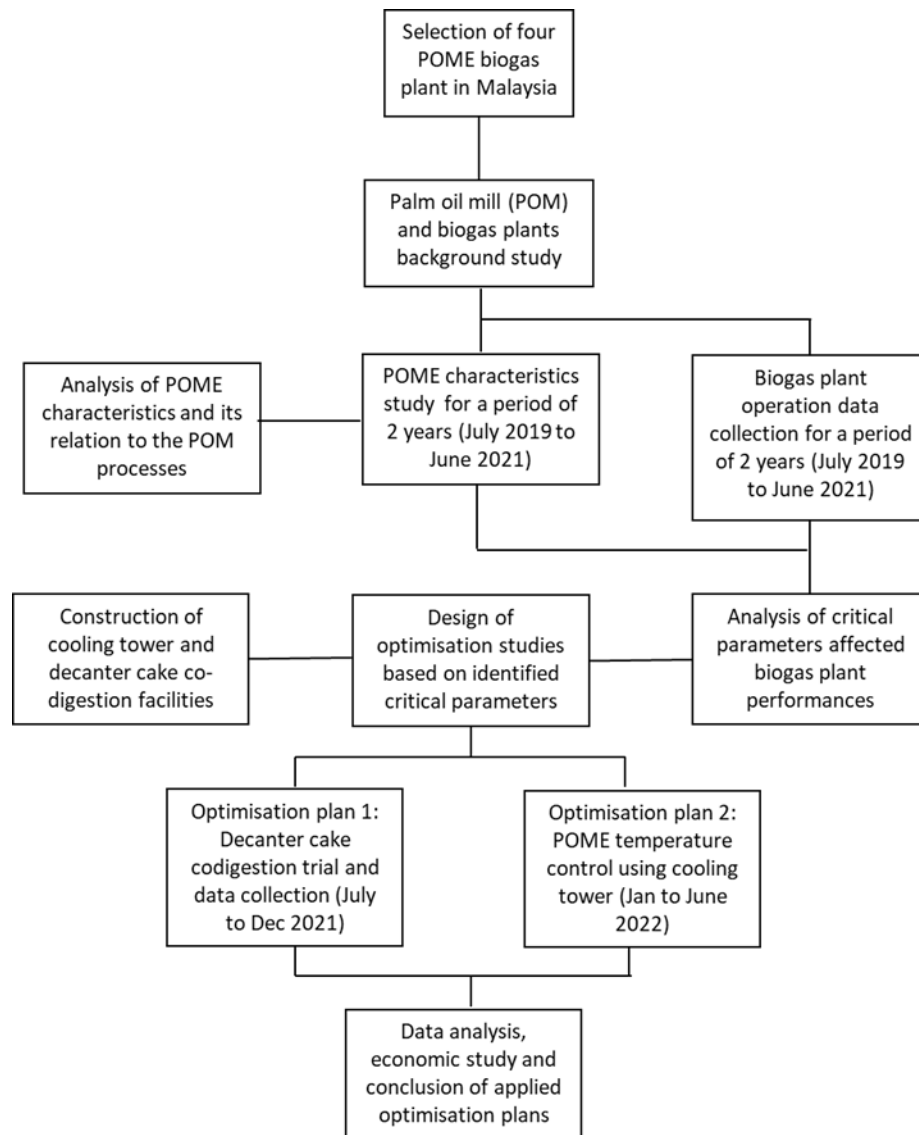 Selection of four
POME biogas
plant in Malaysia
Palm oil mill (POM)
and biogas plants
background study
Analysis of POME
characteristics and its
relation to the POM
processes
POME characteristics
study for a period of
2 years (July 2019 to
June 2021)
Biogas plant
operation data
collection for a period
of 2 years (July 2019
to June 2021)
Construction of
cooling tower and
decanter cake co-
digestion facilities
Design of
optimisation studies
based on identified
critical parameters
Analysis of critical
parameters affected
biogas plant
performances
Optimisation plan 1:
Decanter cake
codigestion trial and
data collection (July
to Dec 2021)
Optimisation plan 2:
POME temperature
control using cooling
tower (Jan to June
2022)
Data analysis,
economic study and
conclusion of applied
optimisation plans